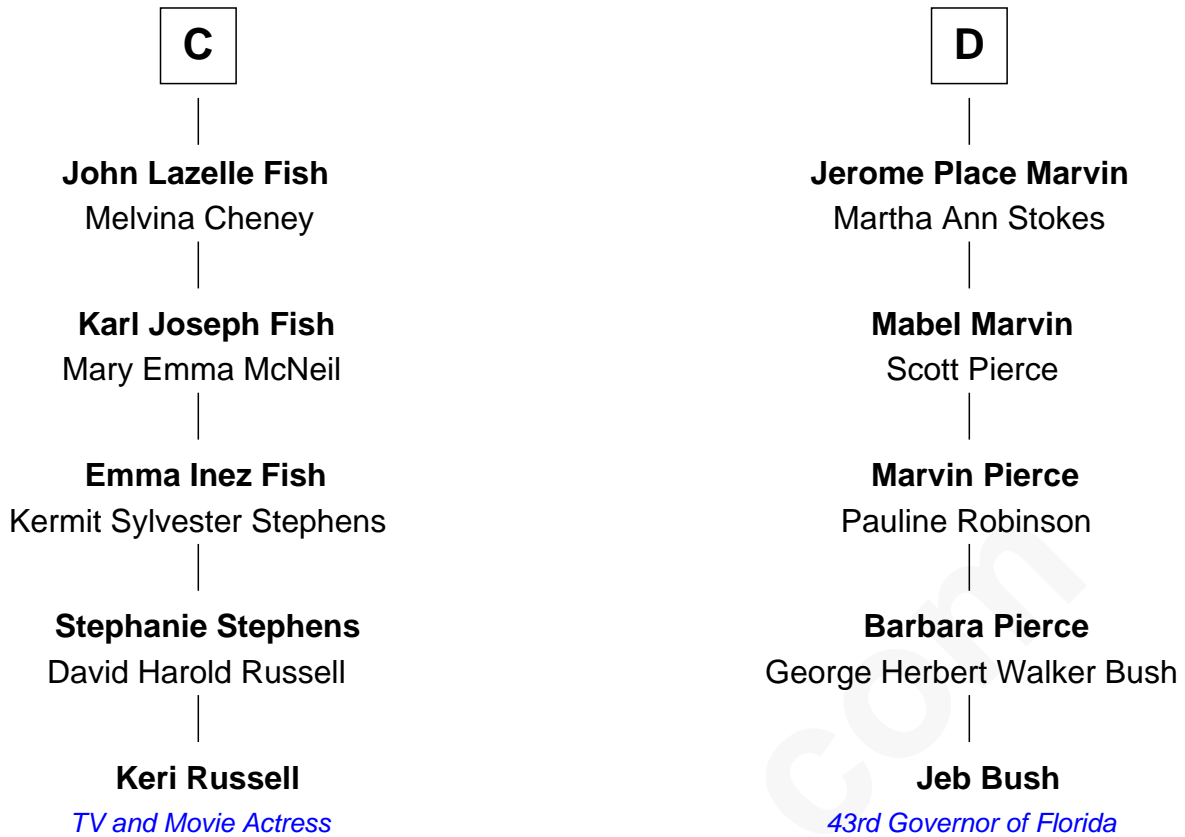 C
John Lazelle Fish
Melvina Cheney
Karl Joseph Fish
Mary Emma McNeil
Emma Inez Fish
Kermit Sylvester Stephens
Stephanie Stephens
David Harold Russell
Keri Russell
TV and Movie Actress
D
Jerome Place Marvin
Martha Ann Stokes
Mabel Marvin
Scott Pierce
Marvin Pierce
Pauline Robinson
Barbara Pierce
George Herbert Walker Bush
Jeb Bush
43rd Governor of Florida
com